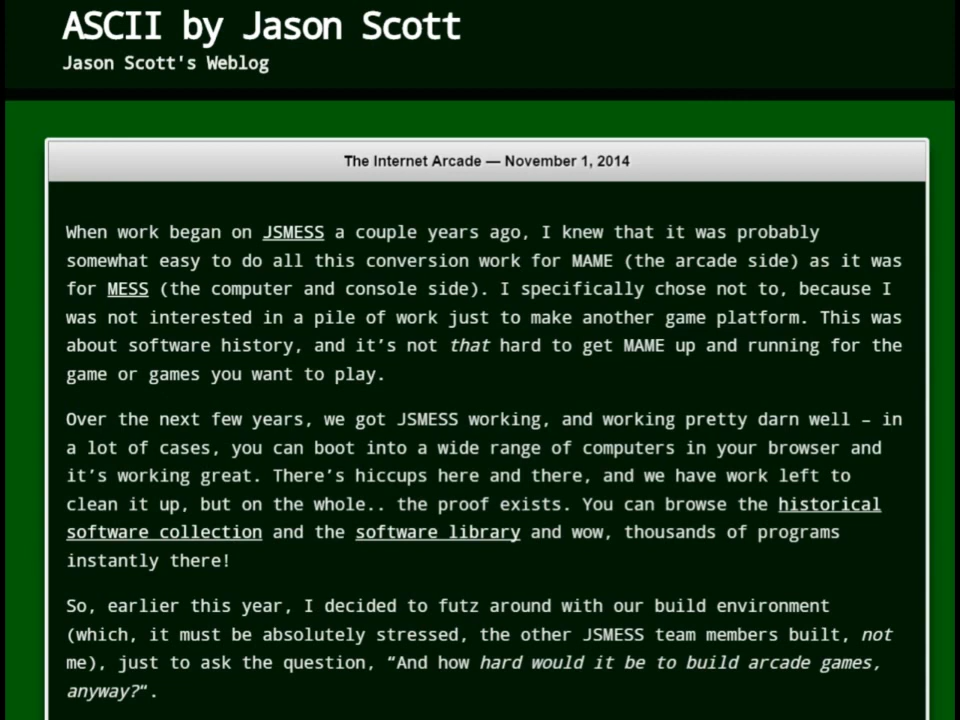 ASCII by Jason Scott
Jason Scott's Weblog
The Internet Arcade — November 1, 2014
When work began on JSMESS a couple years ago, I knew that it was probably
somewhat easy to do all this conversion work for MAME (the arcade side) as it was
for MESS (the computer and console side). I specifically chose not to, because I
was not interested in a pile of work just to make another game platform. This was
about software history, and it’s not that hard to get MAME up and running for the
game or games you want to play.
Over the next few years, we got JSMESS working, and working pretty darn well – in
a lot of cases, you can boot into a wide range of computers in your browser and
it’s working great. There’s hiccups here and there, and we have work left to
clean it up, but on the whole.. the proof exists. You can browse the historical
software collection and the software library and wow, thousands of programs
instantly there!
So, earlier this year, I decided to futz around with our build environment
(which, it must be absolutely stressed, the other JSMESS team members built, not
me), just to ask the question, “And how hard would it be to build arcade games,
anyway?“.